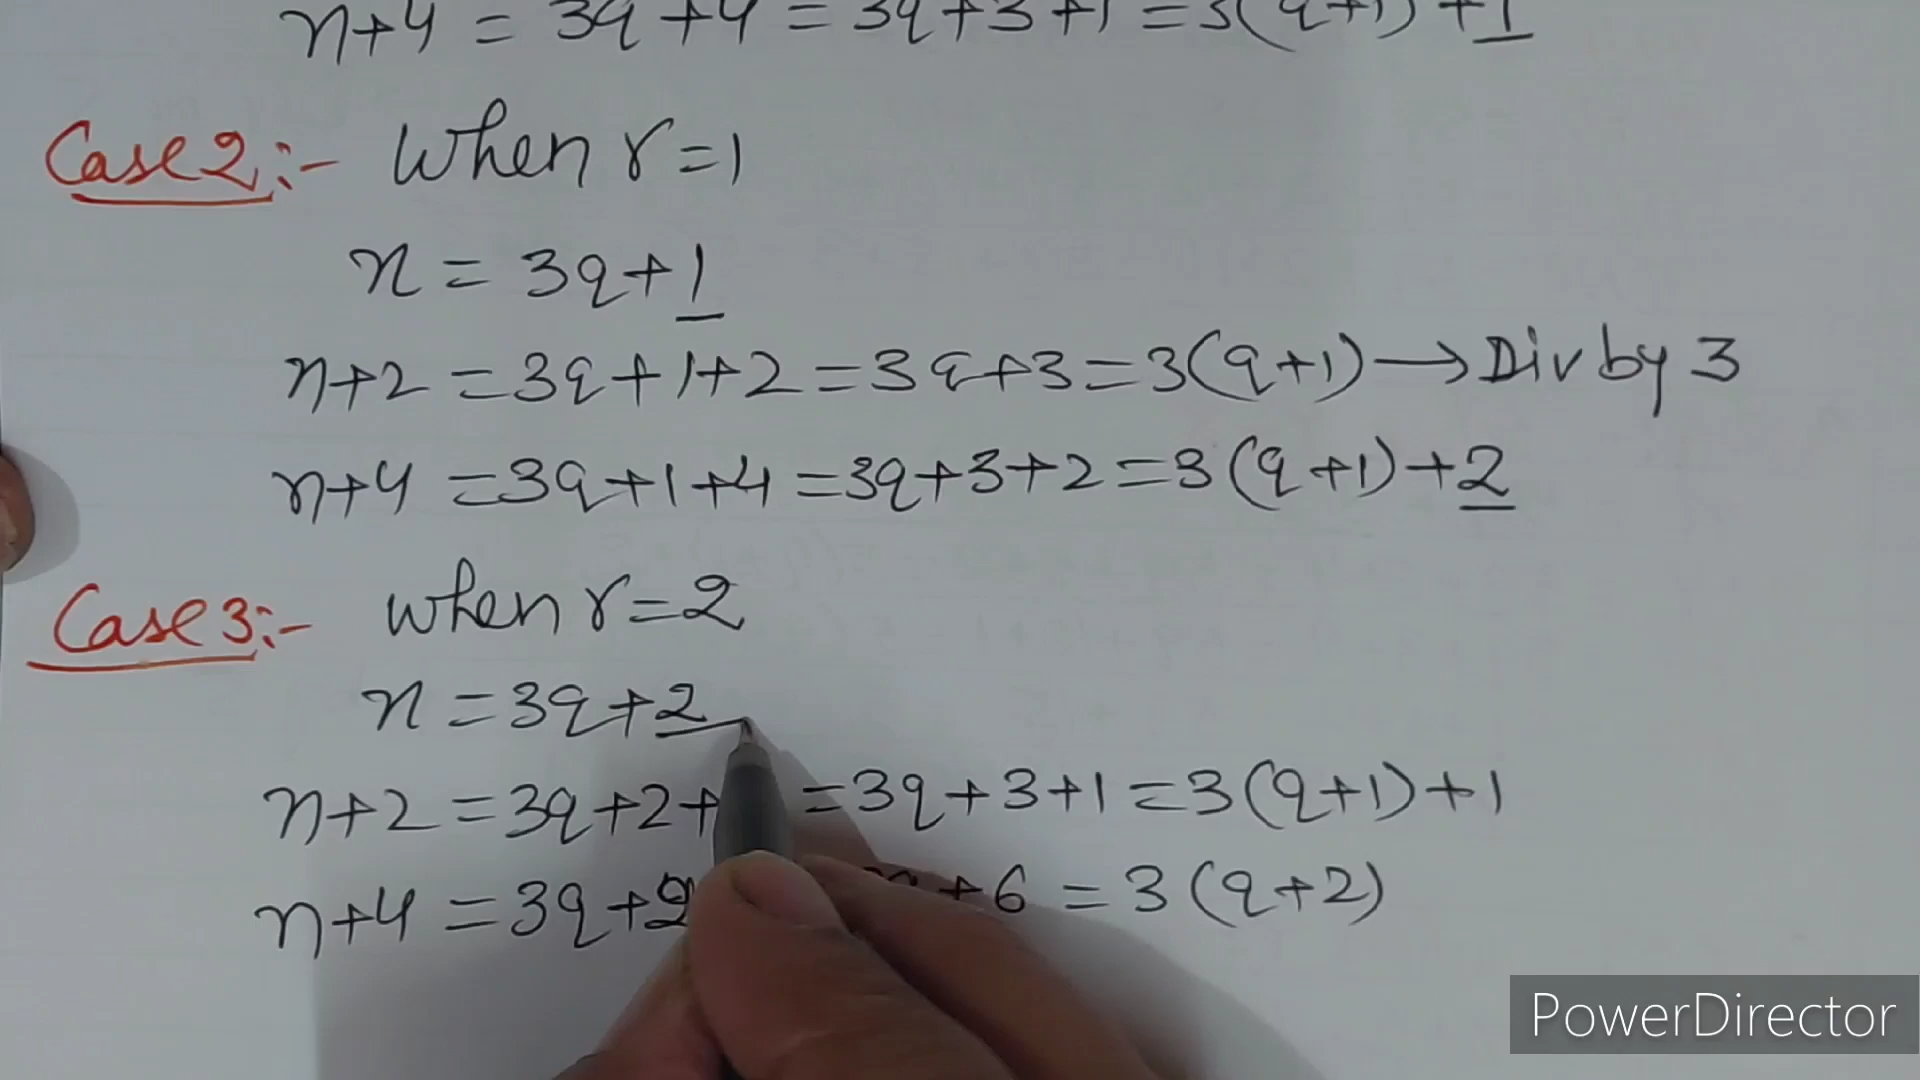 n+4 = 3q+4 = 3q+3+1 = 3(q+1)+1
Case 2:- When r=1
n = 3q+1
n+2 = 3q+1+2 = 3q+3 = 3(q+1) → Div by 3
n+4 = 3q+1+4 = 3q+3+2 = 3(q+1)+2
Case 3:- when r=2
n = 3q+2
n+2 = 3q+2+ = 3q+3+1 = 3(q+1)+1
n+4 = 3q+2 +6 = 3(q+2)
PowerDirector